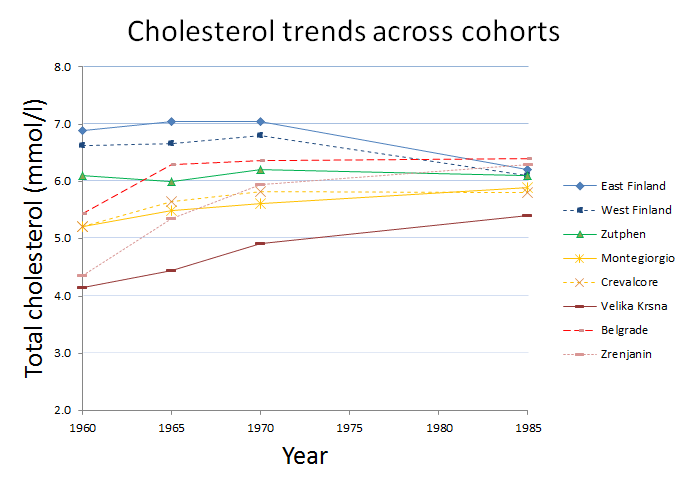 Cholesterol trends across cohorts
Total cholesterol (mmol/l)
8.0
7.0
6.0
5.0
4.0
3.0
2.0
1960 1965 1970 1975 1980 1985
Year
East Finland
West Finland
Zutphen
Montegiorgio
Crevalcore
Velika Krsna
Belgrade
Zrenjanin